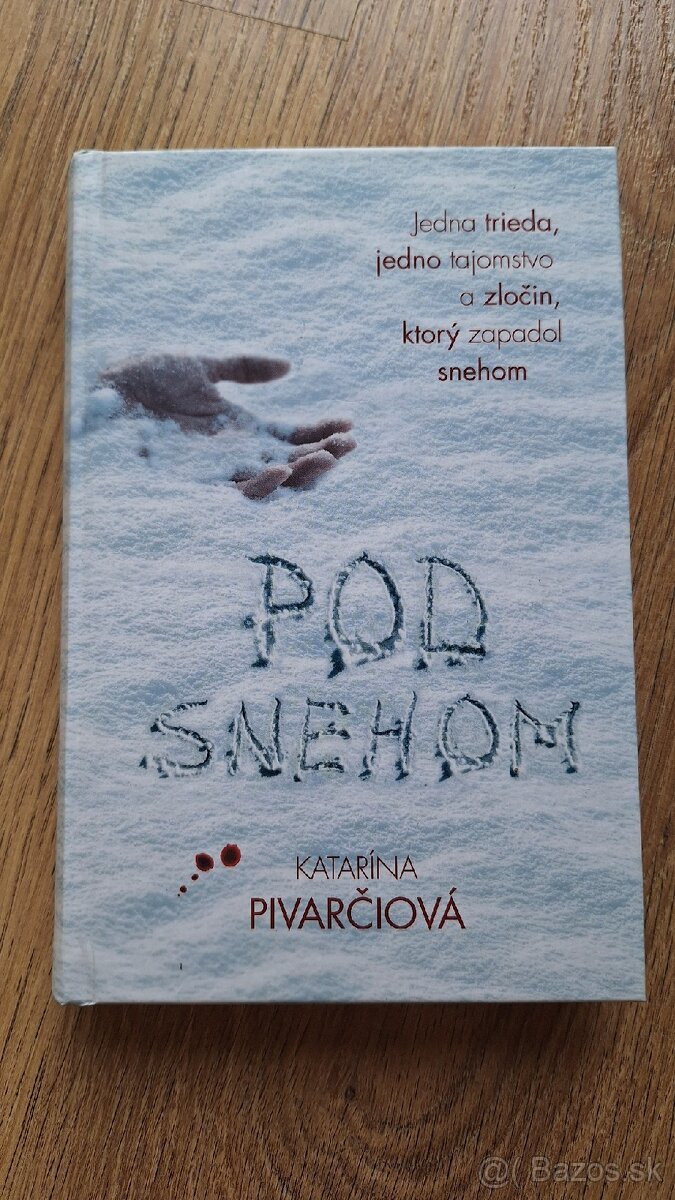 Jedna trieda,
jedno tajomstvo
a zločin,
ktorý zapadol
snehom
POD
SNEHOM
KATARÍNA
PIVARČIOVÁ
@( Bazos.sk